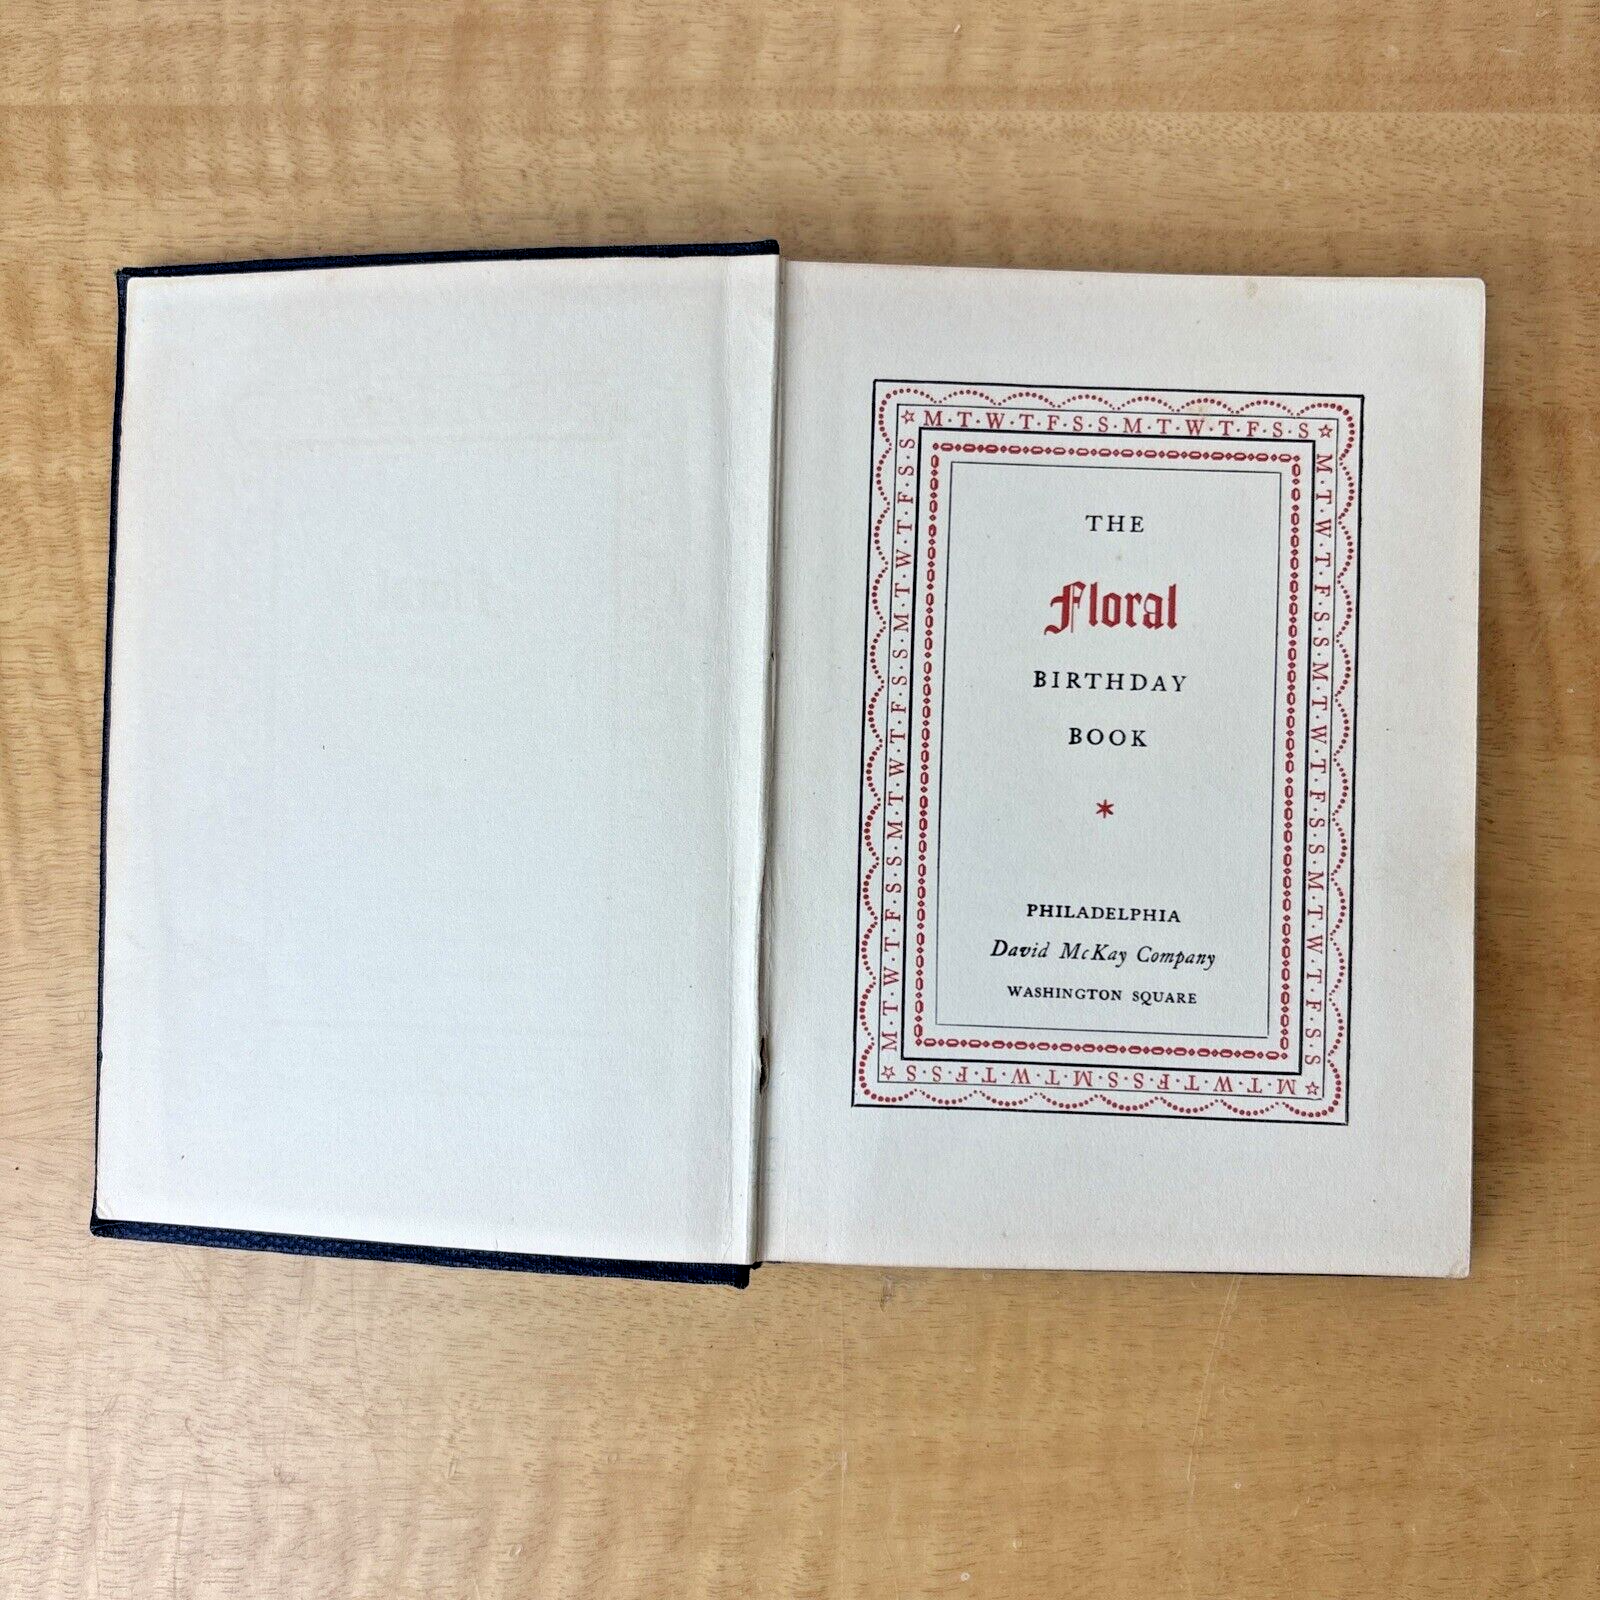 THE
Floral
BIRTHDAY
BOOK
*
PHILADELPHIA
David McKay Company
WASHINGTON SQUARE
☆ M·T·W·T·F·S·S·M·T·W·T·F·S·S ☆
M·T·W·T·F·S·S·M·T·W·T·F·S·S·M·T·W·T·F·S·S
M·T·W·T·F·S·S·M·T·W·T·F·S·S ☆
M·T·W·T·F·S·S·M·T·W·T·F·S·S·M·T·W·T·F·S·S